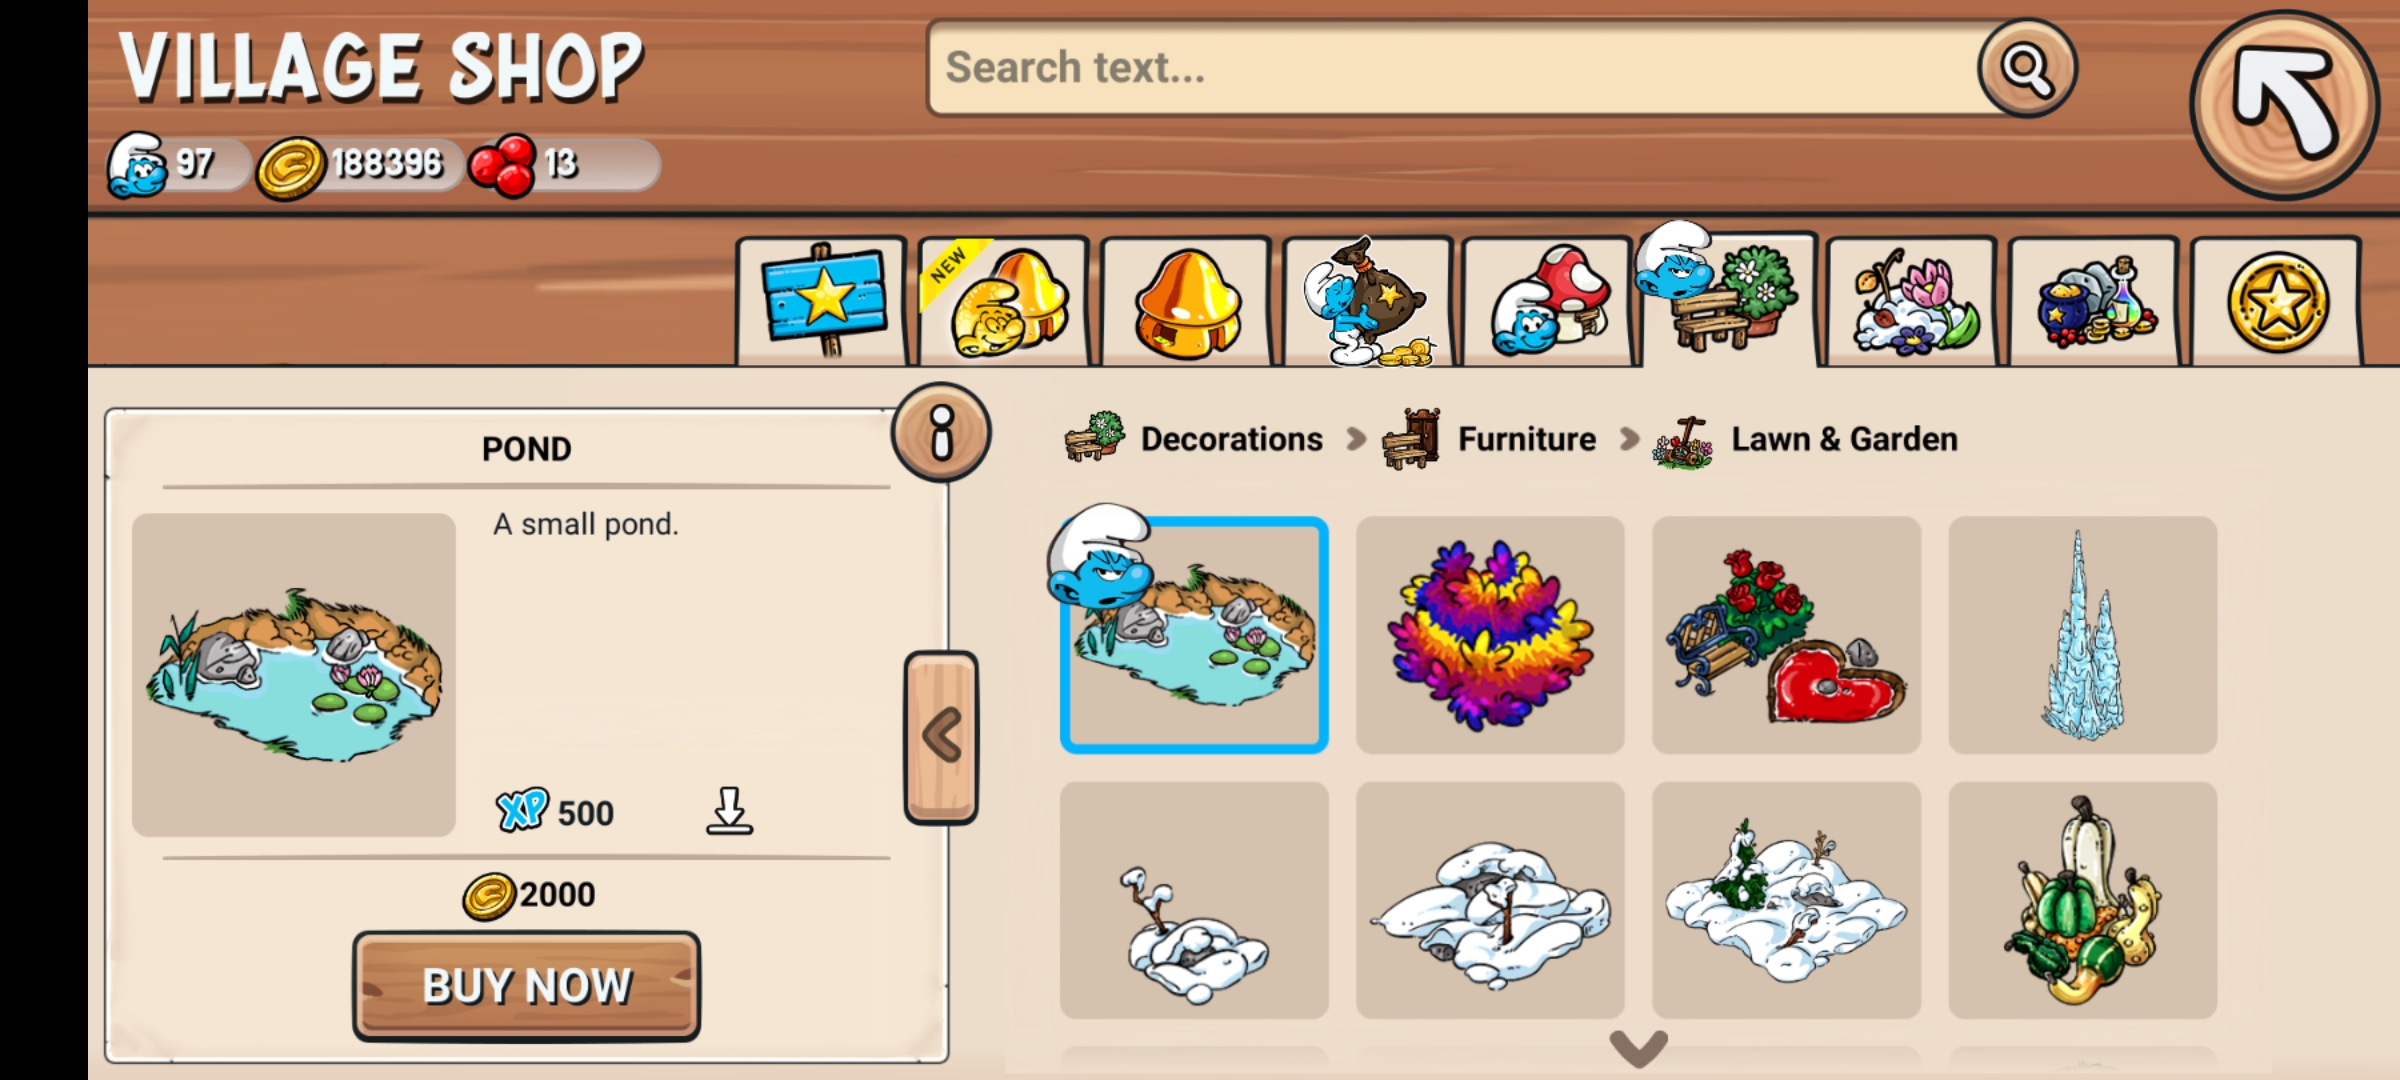 VILLAGE SHOP
Search text...
97
188396
13
NEW
POND
A small pond.
XP 500
2000
BUY NOW
Decorations
Furniture
Lawn & Garden